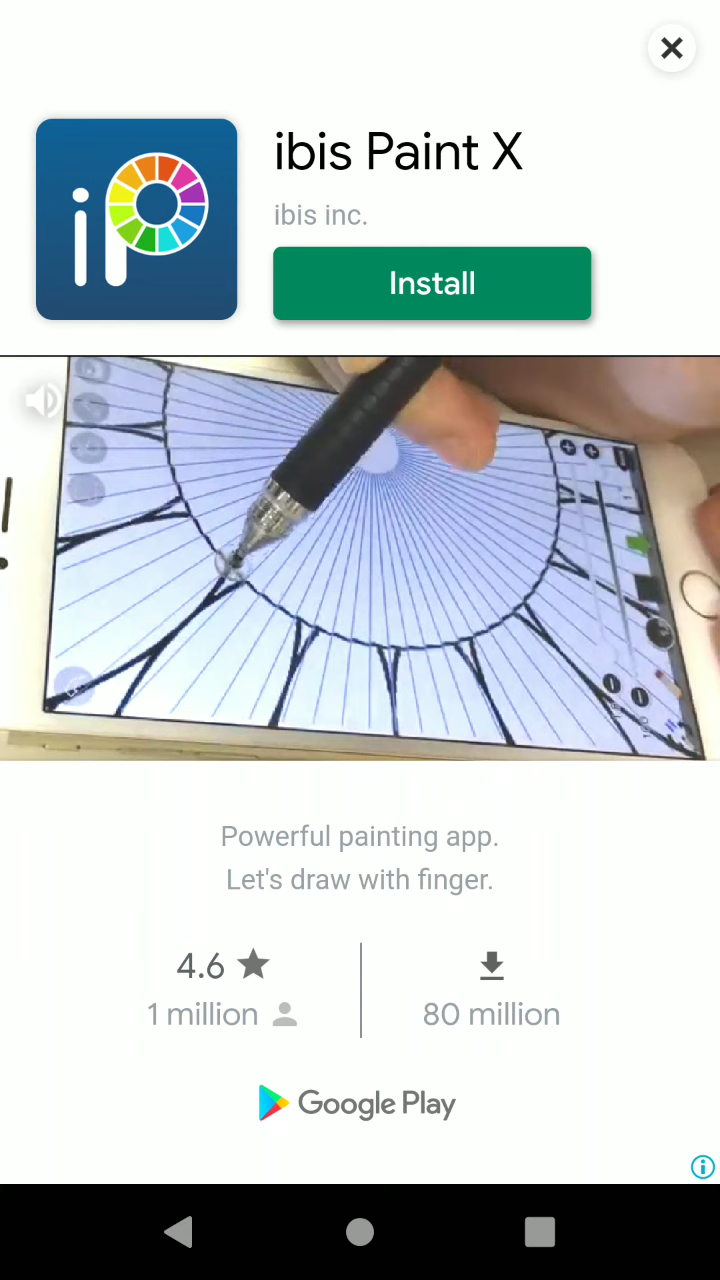 ibis Paint X
iP
ibis inc.
Install
Powerful painting app.
Let's draw with finger.
4.6
1 million
80 million
Google Play